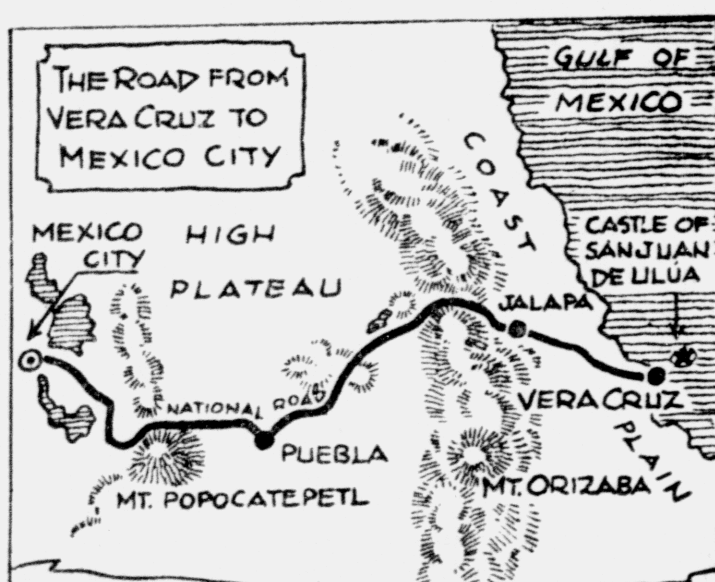 THE ROAD FROM
VERA CRUZ TO
MEXICO CITY
GULF OF
MEXICO
COAST
PLAIN
MEXICO
CITY
HIGH
PLATEAU
CASTLE OF
SAN JUAN
DE ULÚA
JALAPA
VERA CRUZ
NATIONAL ROAD
PUEBLA
MT. POPOCATEPETL
MT. ORIZABA